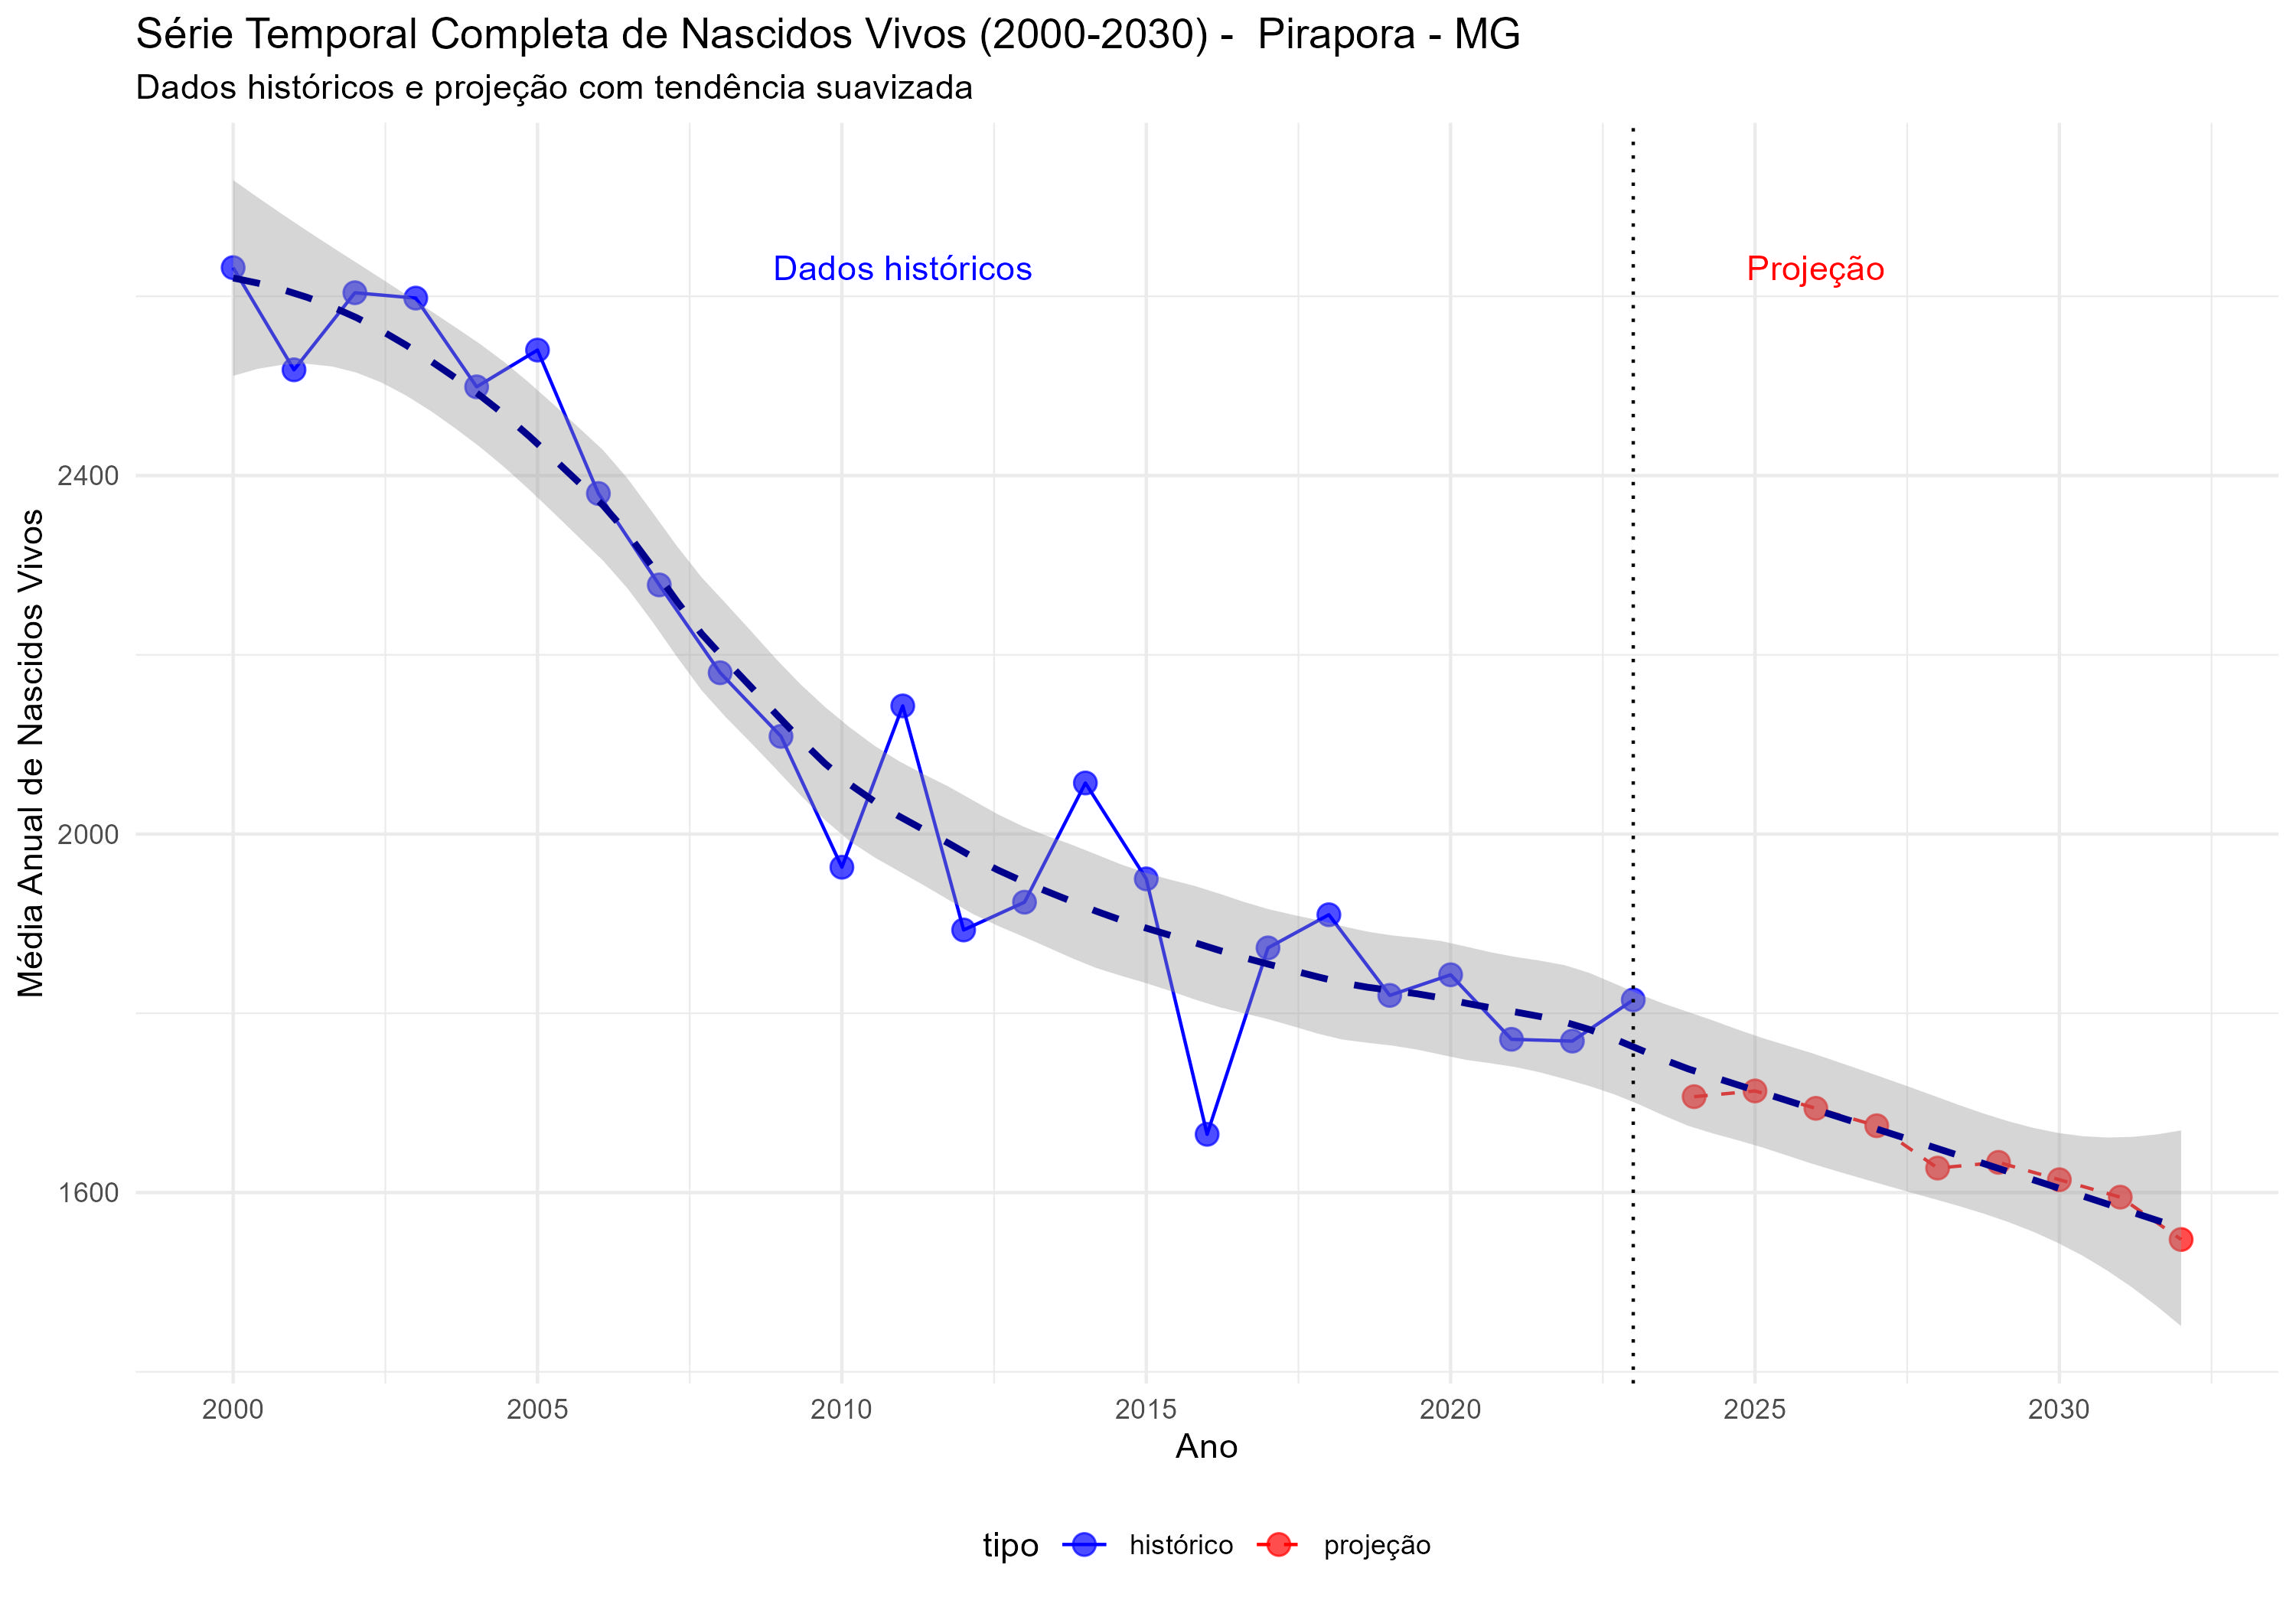 Série Temporal Completa de Nascidos Vivos (2000-2030) -  Pirapora - MG
Dados históricos e projeção com tendência suavizada
Dados históricos
Projeção
Média Anual de Nascidos Vivos
2400
2000
1600
2000
2005
2010
2015
2020
2025
2030
Ano
tipo
histórico
projeção